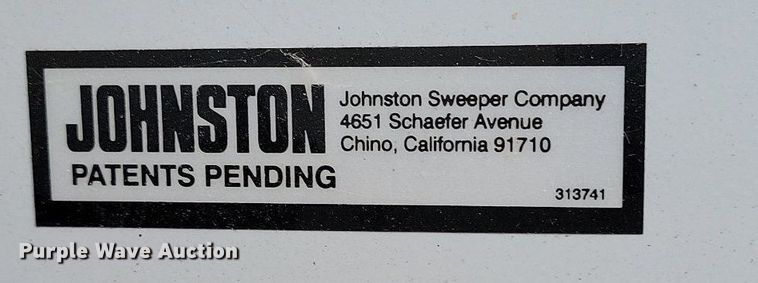 JOHNSTON
PATENTS PENDING
Johnston Sweeper Company
4651 Schaefer Avenue
Chino, California 91710
313741
Purple Wave Auction